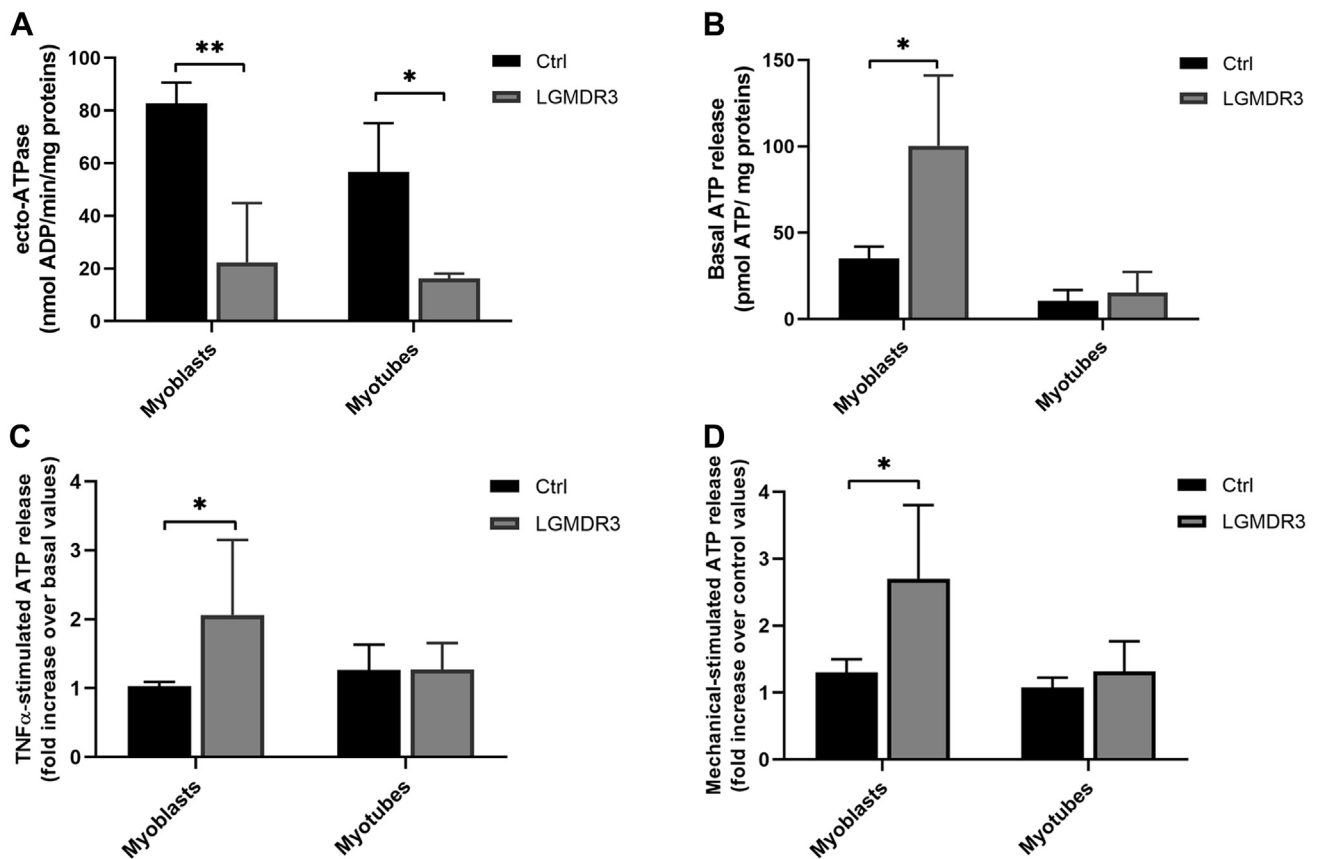 A
ecto-ATPase
(nmol ADP/min/mg proteins)
100
80
60
40
20
0
**
*
Ctrl
LGMDR3
Myoblasts
Myotubes
B
Basal ATP release
(pmol ATP/ mg proteins)
150
100
50
0
*
Ctrl
LGMDR3
Myoblasts
Myotubes
C
TNFα-stimulated ATP release
(fold increase over basal values)
4
3
2
1
0
*
Ctrl
LGMDR3
Myoblasts
Myotubes
D
Mechanical-stimulated ATP release
(fold increase over control values)
4
3
2
1
0
*
Ctrl
LGMDR3
Myoblasts
Myotubes